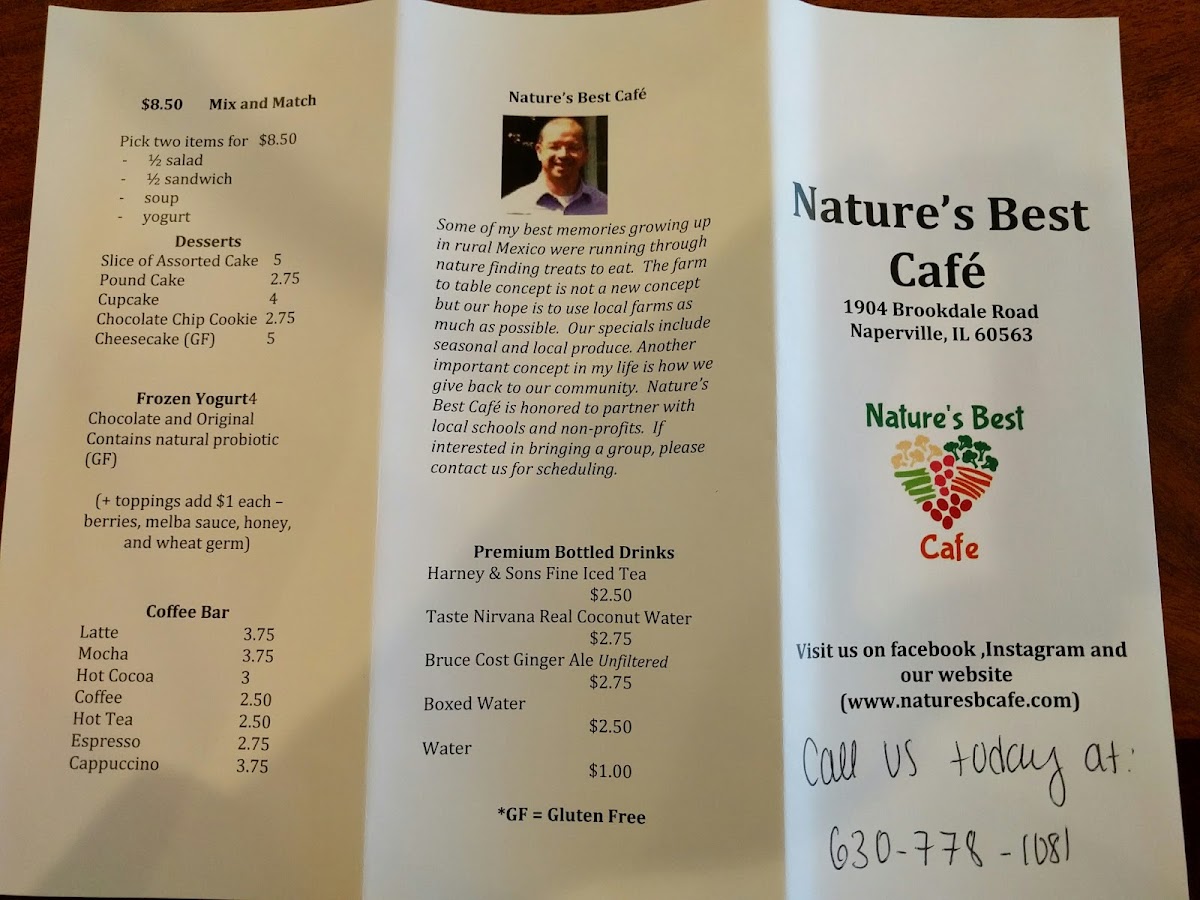 $8.50 Mix and Match
Pick two items for $8.50
- ½ salad
- ½ sandwich
- soup
- yogurt
Desserts
Slice of Assorted Cake 5
Pound Cake 2.75
Cupcake 4
Chocolate Chip Cookie 2.75
Cheesecake (GF) 5
Frozen Yogurt4
Chocolate and Original
Contains natural probiotic
(GF)
(+ toppings add $1 each –
berries, melba sauce, honey,
and wheat germ)
Coffee Bar
Latte 3.75
Mocha 3.75
Hot Cocoa 3
Coffee 2.50
Hot Tea 2.50
Espresso 2.75
Cappuccino 3.75
Nature's Best Café
Some of my best memories growing up
in rural Mexico were running through
nature finding treats to eat. The farm
to table concept is not a new concept
but our hope is to use local farms as
much as possible. Our specials include
seasonal and local produce. Another
important concept in my life is how we
give back to our community. Nature's
Best Café is honored to partner with
local schools and non-profits. If
interested in bringing a group, please
contact us for scheduling.
Premium Bottled Drinks
Harney & Sons Fine Iced Tea
$2.50
Taste Nirvana Real Coconut Water
$2.75
Bruce Cost Ginger Ale Unfiltered
$2.75
Boxed Water
$2.50
Water
$1.00
*GF = Gluten Free
Nature's Best
Café
1904 Brookdale Road
Naperville, IL 60563
Nature's Best
Cafe
Visit us on facebook ,Instagram and
our website
(www.naturesbcafe.com)
Call us today at:
630-778-1081